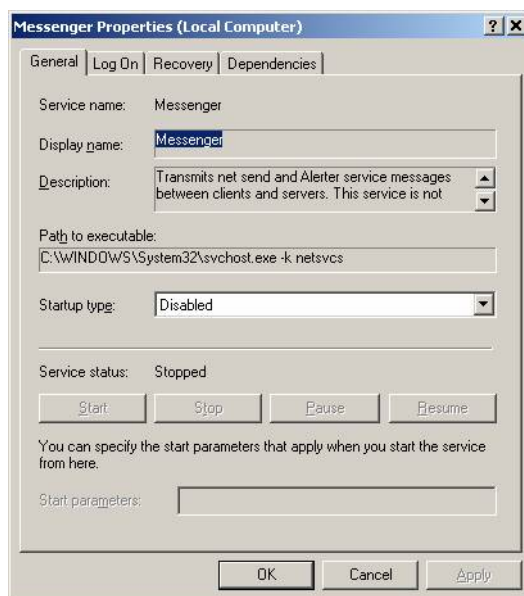 Messenger Properties (Local Computer)
General Log On Recovery Dependencies
Service name: Messenger
Display name: Messenger
Description: Transmits net send and Alerter service messages
between clients and servers. This service is not
Path to executable:
C:\WINDOWS\System32\svchost.exe -k netsvcs
Startup type: Disabled
Service status: Stopped
Start Stop Pause Resume
You can specify the start parameters that apply when you start the service
from here.
Start parameters:
OK Cancel Apply